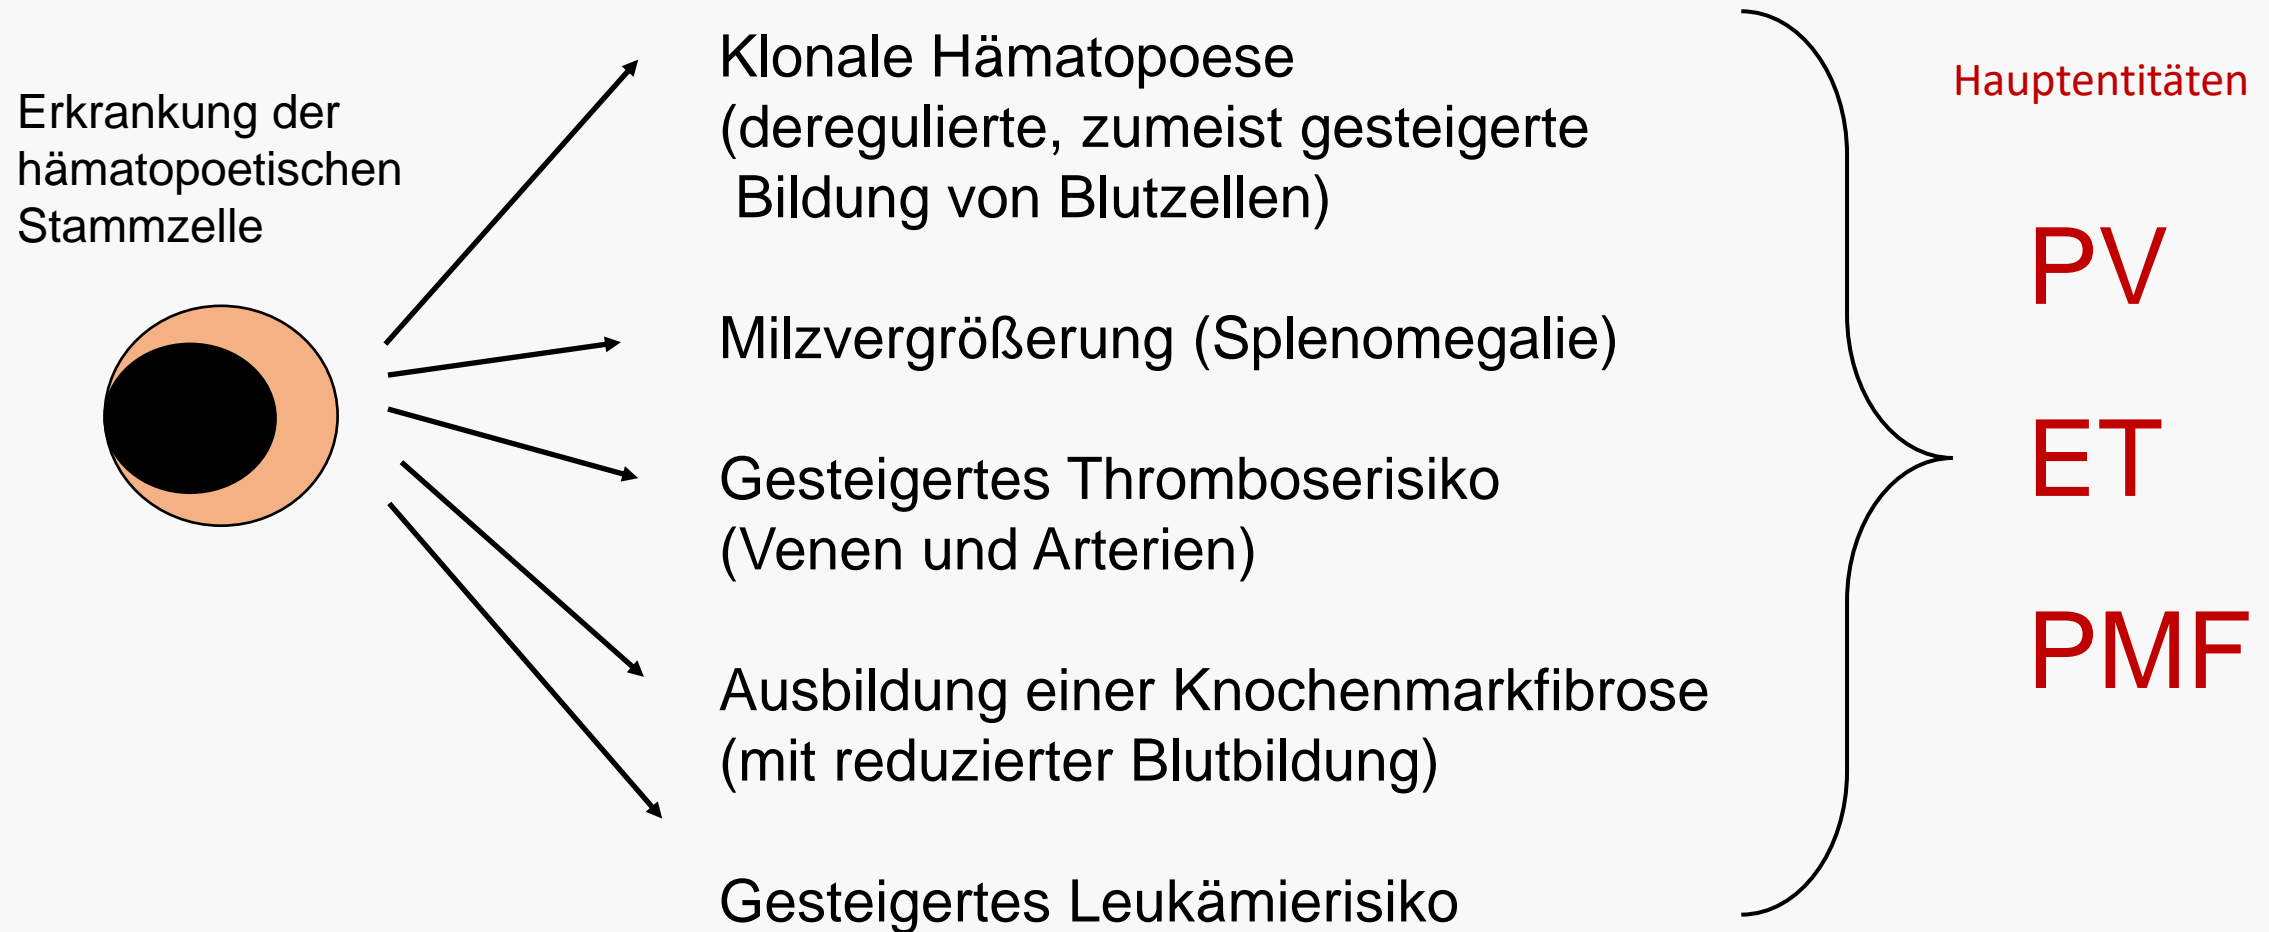 Erkrankung der
hämatopoetischen
Stammzelle
Klonale Hämatopoese
(deregulierte, zumeist gesteigerte
Bildung von Blutzellen)
Milzvergrößerung (Splenomegalie)
Gesteigertes Thromboserisiko
(Venen und Arterien)
Ausbildung einer Knochenmarkfibrose
(mit reduzierter Blutbildung)
Gesteigertes Leukämierisiko
Hauptentitäten
PV
ET
PMF